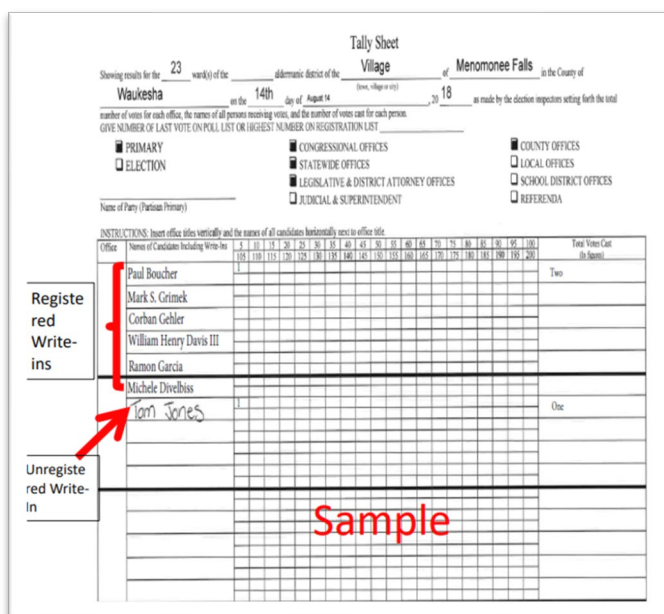 Tally Sheet
Showing results for the 23 ward(s) of the aldermanic district of the Village of Menomonee Falls in the County of
(town, village or city)
Waukesha on the 14th day of August 14, 20 18 as made by the election inspectors setting forth the total
number of votes for each office, the names of all persons receiving votes, and the number of votes cast for each person.
GIVE NUMBER OF LAST VOTE ON POLL LIST OR HIGHEST NUMBER ON REGISTRATION LIST
PRIMARY CONGRESSIONAL OFFICES COUNTY OFFICES
ELECTION STATEWIDE OFFICES LOCAL OFFICES
LEGISLATIVE & DISTRICT ATTORNEY OFFICES SCHOOL DISTRICT OFFICES
JUDICIAL & SUPERINTENDENT REFERENDA
Name of Party (Partisan Primary)
INSTRUCTIONS: Insert office titles vertically and the names of all candidates horizontally next to office title.
Office Names of Candidates Including Write-Ins 5 10 15 20 25 30 35 40 45 50 55 60 65 70 75 80 85 90 95 100 Total Votes Cast
105 110 115 120 125 130 135 140 145 150 155 160 165 170 175 180 185 190 195 200 (In figures)
Paul Boucher Two
Mark S. Grimek
Corban Gehler
William Henry Davis III
Ramon Garcia
Michele Divelbiss
Tom Jones 1 One
Registe
red
Write-
ins
Unregiste
red Write-
In
Sample